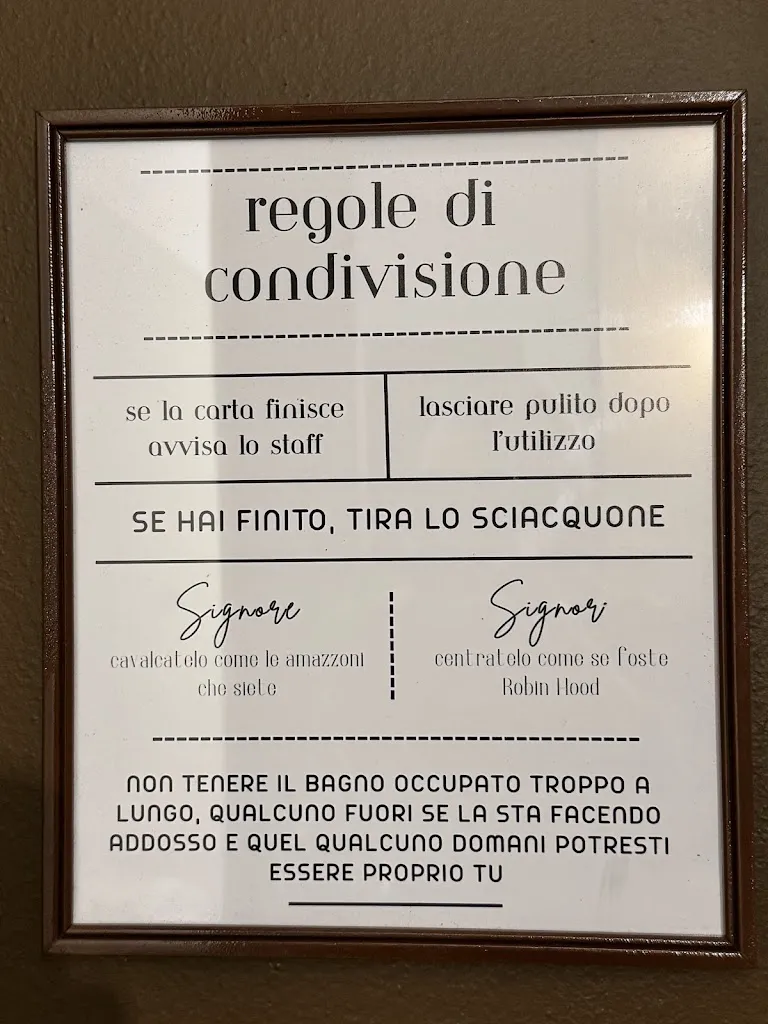 regole di
condivisione
se la carta finisce
avvisa lo staff
lasciare pulito dopo
l'utilizzo
SE HAI FINITO, TIRA LO SCIACQUONE
Signore
cavalcatelo come le amazzoni
che siete
Signori
centratelo come se foste
Robin Hood
NON TENERE IL BAGNO OCCUPATO TROPPO A
LUNGO, QUALCUNO FUORI SE LA STA FACENDO
ADDOSSO E QUEL QUALCUNO DOMANI POTRESTI
ESSERE PROPRIO TU